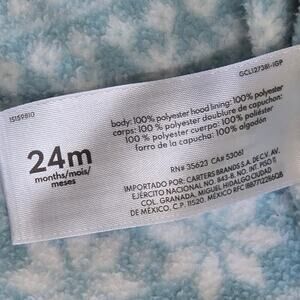 15159810
GCL12738I-IGP
24m
months/mois/
meses
body: 100% polyester hood lining: 100% polyester
corps: 100 % polyester doublure de capuchon:
100 % polyester cuerpo: 100% poliéster
forro de la capucha: 100% algodón
RN# 35623 CA# 53061
IMPORTADO POR: CARTERS BRANDS S.A. DE C.V. AV.
EJÉRCITO NACIONAL NO. 843-B, NO. INT. PISO 11,
COL. GRANADA, MIGUEL HIDALGO CIUDAD
DE MÉXICO, C.P. 11520, MÉXICO RFC